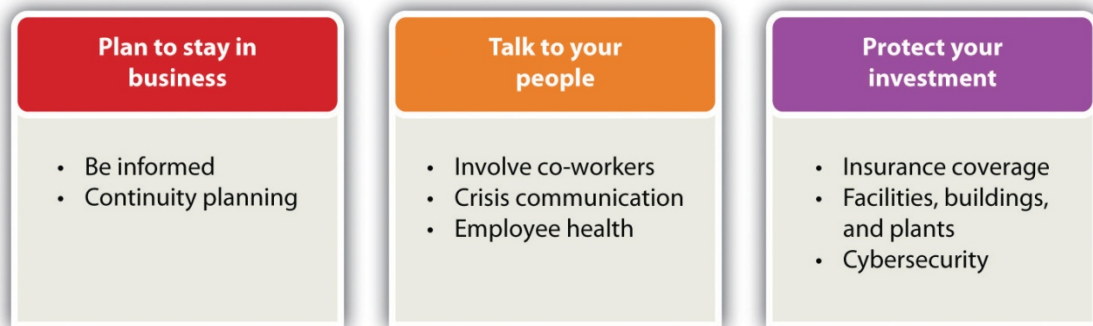 Plan to stay in
business
• Be informed
• Continuity planning
Talk to your
people
• Involve co-workers
• Crisis communication
• Employee health
Protect your
investment
• Insurance coverage
• Facilities, buildings,
and plants
• Cybersecurity